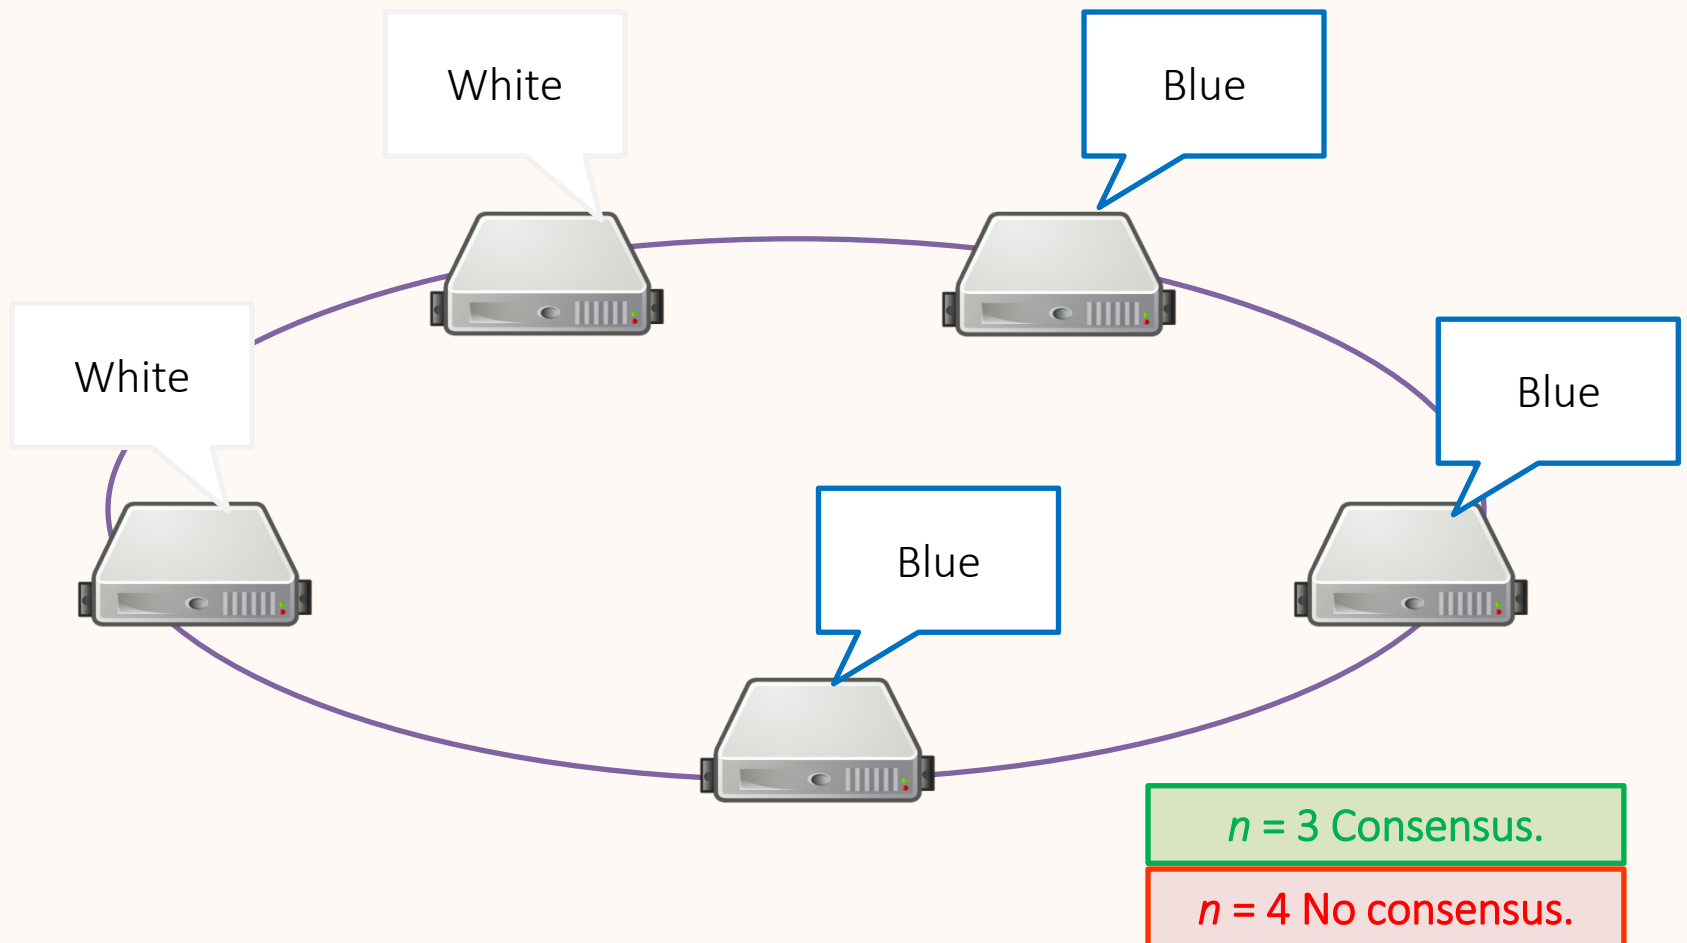 White
Blue
White
Blue
Blue
n = 3 Consensus.
n = 4 No consensus.